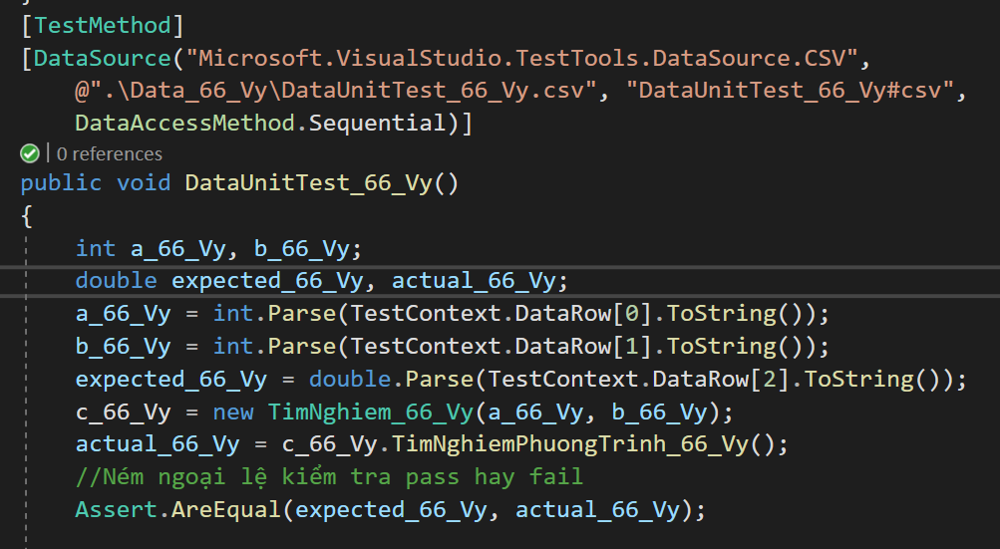 [TestMethod]
[DataSource("Microsoft.VisualStudio.TestTools.DataSource.CSV",
@".\Data_66_Vy\DataUnitTest_66_Vy.csv", "DataUnitTest_66_Vy#csv",
DataAccessMethod.Sequential)]
0 references
public void DataUnitTest_66_Vy()
{
int a_66_Vy, b_66_Vy;
double expected_66_Vy, actual_66_Vy;
a_66_Vy = int.Parse(TestContext.DataRow[0].ToString());
b_66_Vy = int.Parse(TestContext.DataRow[1].ToString());
expected_66_Vy = double.Parse(TestContext.DataRow[2].ToString());
c_66_Vy = new TimNghiem_66_Vy(a_66_Vy, b_66_Vy);
actual_66_Vy = c_66_Vy.TimNghiemPhuongTrinh_66_Vy();
//Ném ngoại lệ kiểm tra pass hay fail
Assert.AreEqual(expected_66_Vy, actual_66_Vy);